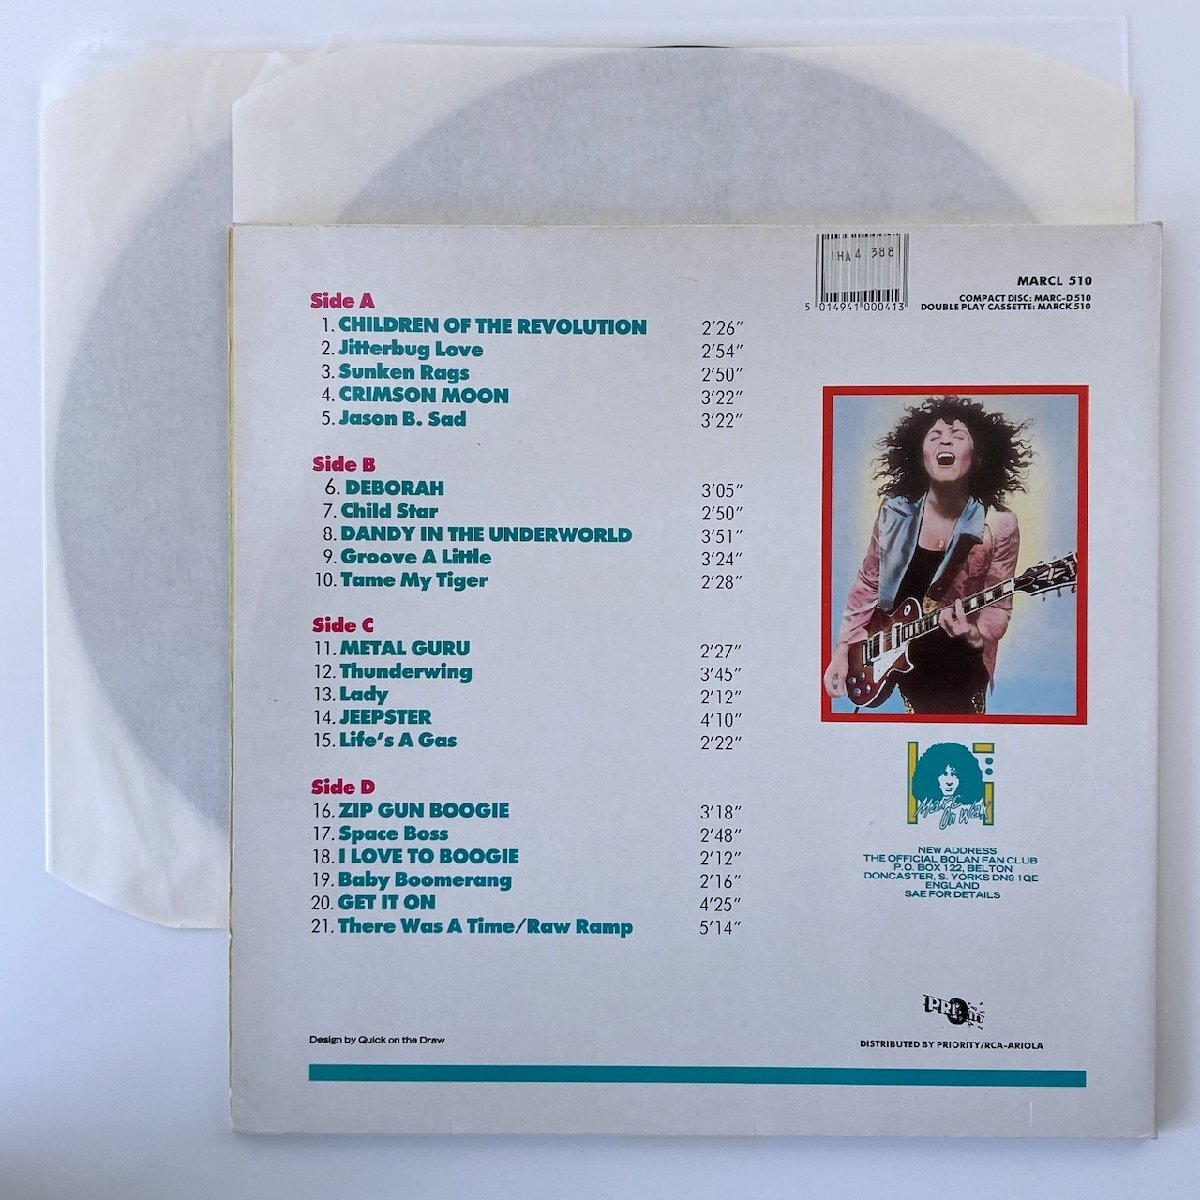 HA4 388
5 014941 000413
MARCL 510
COMPACT DISC: MARC-D510
DOUBLE PLAY CASSETTE: MARCK510
Side A
1. CHILDREN OF THE REVOLUTION 2'26"
2. Jitterbug Love 2'54"
3. Sunken Rags 2'50"
4. CRIMSON MOON 3'22"
5. Jason B. Sad 3'22"
Side B
6. DEBORAH 3'05"
7. Child Star 2'50"
8. DANDY IN THE UNDERWORLD 3'51"
9. Groove A Little 3'24"
10. Tame My Tiger 2'28"
Side C
11. METAL GURU 2'27"
12. Thunderwing 3'45"
13. Lady 2'12"
14. JEEPSTER 4'10"
15. Life's A Gas 2'22"
Side D
16. ZIP GUN BOOGIE 3'18"
17. Space Boss 2'48"
18. I LOVE TO BOOGIE 2'12"
19. Baby Boomerang 2'16"
20. GET IT ON 4'25"
21. There Was A Time/Raw Ramp 5'14"
Marc
On Wax
NEW ADDRESS
THE OFFICIAL BOLAN FAN CLUB
P.O. BOX 122, BELTON
DONCASTER, S. YORKS DN9 1QE
ENGLAND
SAE FOR DETAILS
DISTRIBUTED BY PRIORITY/RCA-ARIOLA
Design by Quick on the Draw